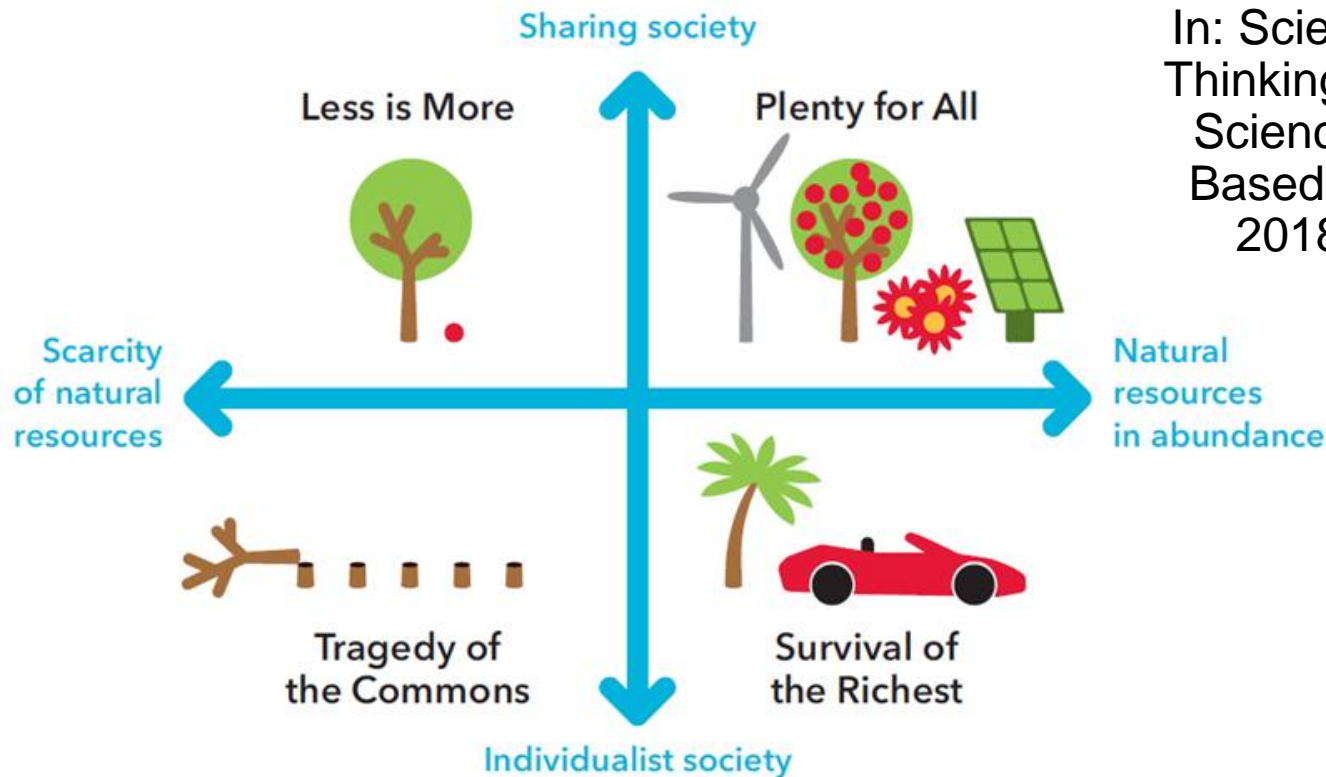 Sharing society
In: Scie
Thinking
Scienc
Based
2018
Less is More
Plenty for All
Scarcity
of natural
resources
Natural
resources
in abundance
Tragedy of
the Commons
Survival of
the Richest
Individualist society